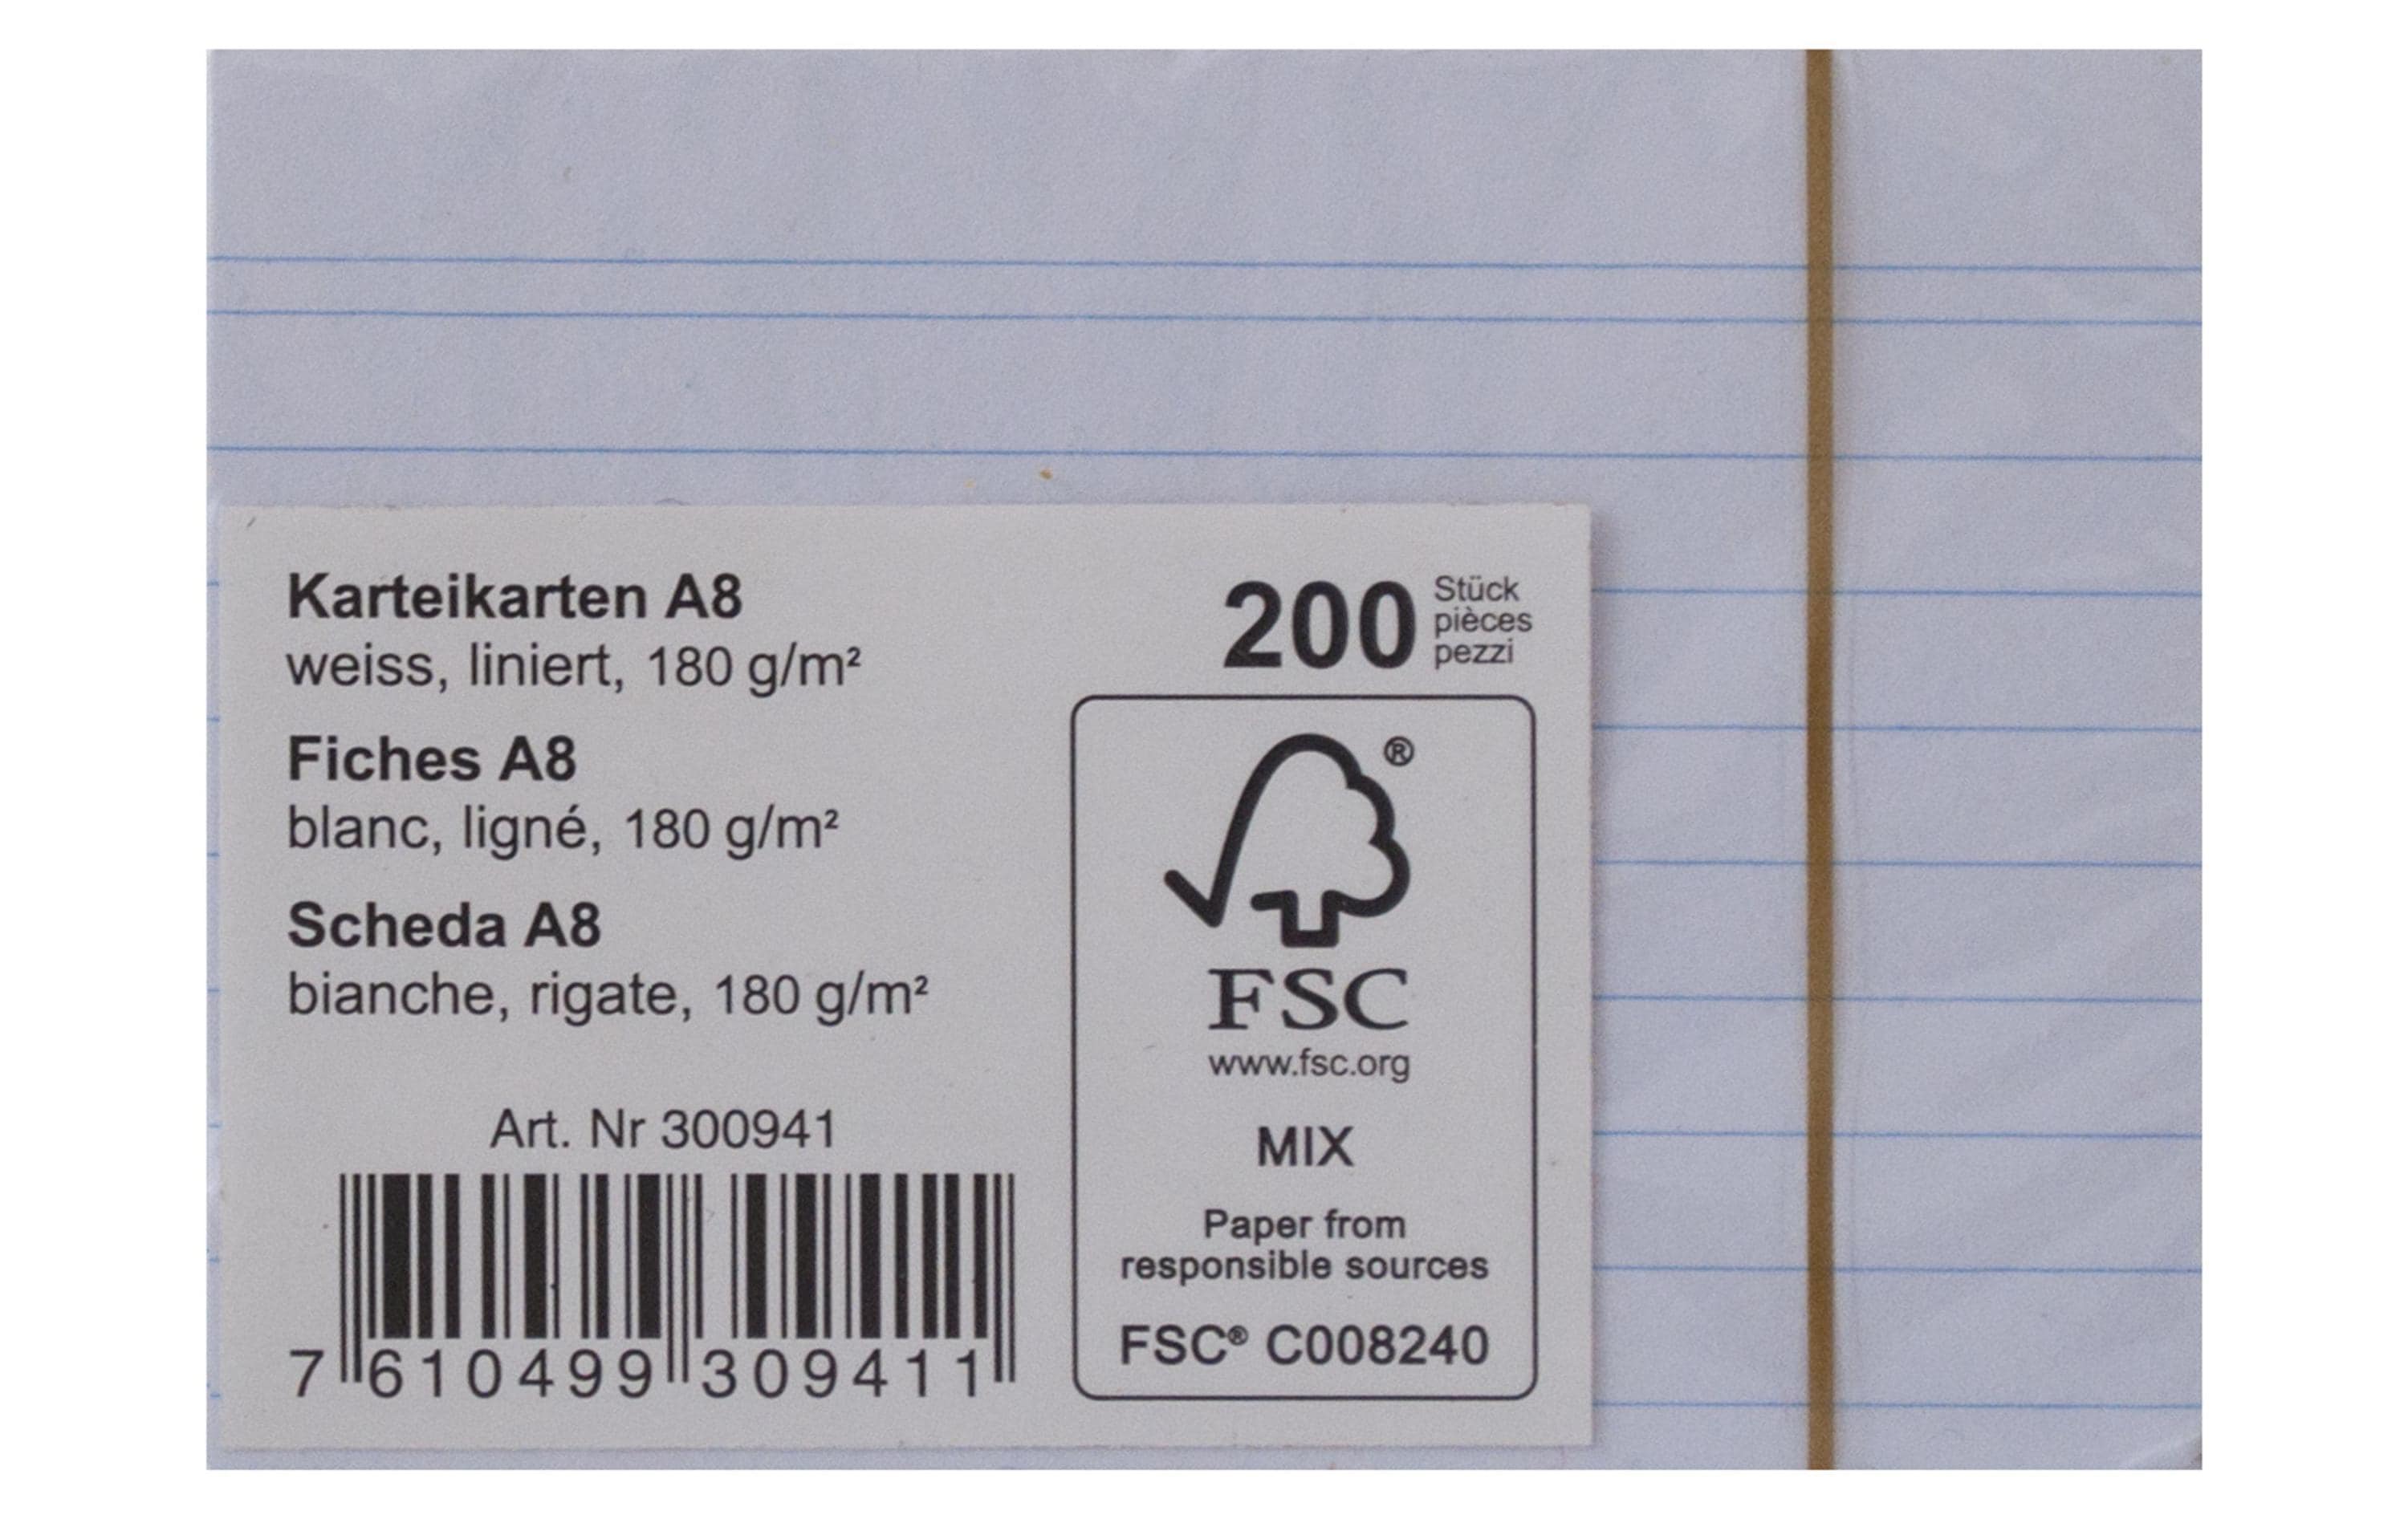 Karteikarten A8
weiss, liniert, 180 g/m²
Fiches A8
blanc, ligné, 180 g/m²
Scheda A8
bianche, rigate, 180 g/m²
Art. Nr 300941
7 610499 309411
200 Stück
pièces
pezzi
®
FSC
www.fsc.org
MIX
Paper from
responsible sources
FSC® C008240